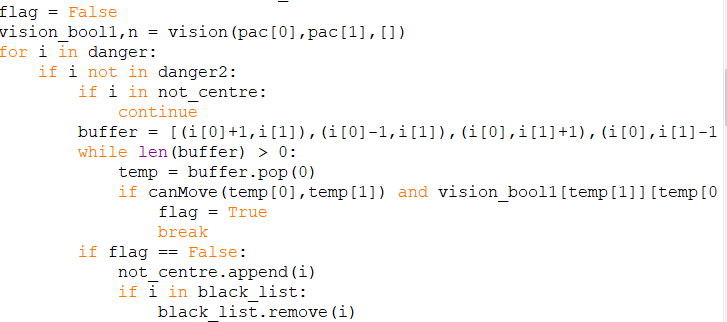 flag = False
vision_bool1,n = vision(pac[0],pac[1],[])
for i in danger:
    if i not in danger2:
        if i in not_centre:
            continue
        buffer = [(i[0]+1,i[1]),(i[0]-1,i[1]),(i[0],i[1]+1),(i[0],i[1]-1
        while len(buffer) > 0:
            temp = buffer.pop(0)
            if canMove(temp[0],temp[1]) and vision_bool1[temp[1]][temp[0
                flag = True
                break
        if flag == False:
            not_centre.append(i)
            if i in black_list:
                black_list.remove(i)